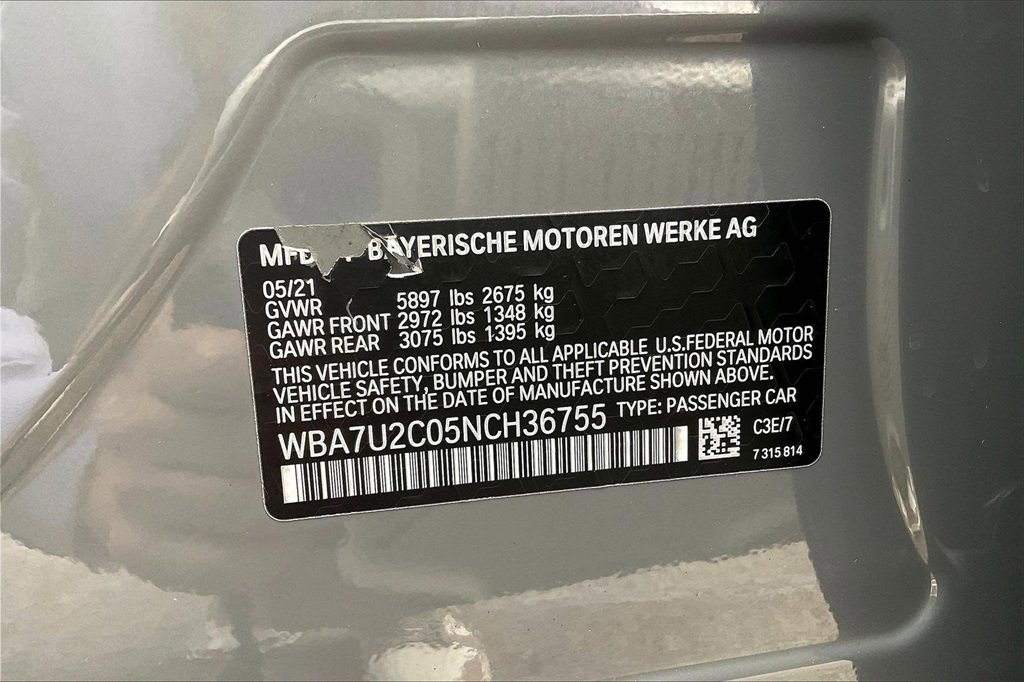 BAYERISCHE MOTOREN WERKE AG
05/21
GVWR 5897 lbs 2675 kg
GAWR FRONT 2972 lbs 1348 kg
GAWR REAR 3075 lbs 1395 kg
THIS VEHICLE CONFORMS TO ALL APPLICABLE U.S.FEDERAL MOTOR
VEHICLE SAFETY, BUMPER AND THEFT PREVENTION STANDARDS
IN EFFECT ON THE DATE OF MANUFACTURE SHOWN ABOVE.
WBA7U2C05NCH36755 TYPE: PASSENGER CAR
C3E/7
7 315 814